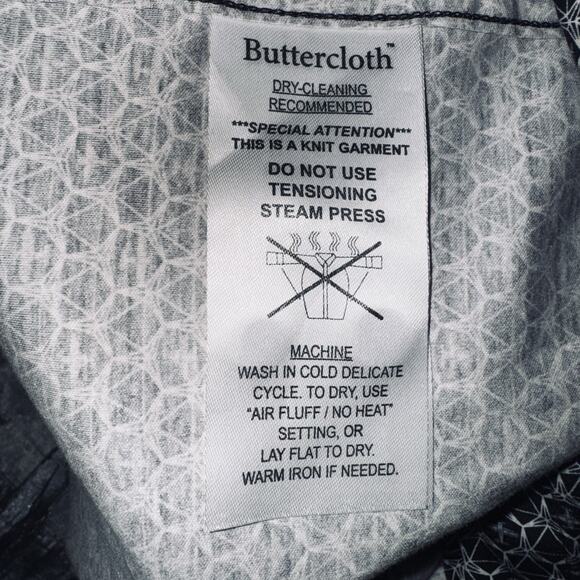 Buttercloth™
DRY-CLEANING
RECOMMENDED
***SPECIAL ATTENTION***
THIS IS A KNIT GARMENT
DO NOT USE
TENSIONING
STEAM PRESS
MACHINE
WASH IN COLD DELICATE
CYCLE. TO DRY, USE
“AIR FLUFF / NO HEAT”
SETTING, OR
LAY FLAT TO DRY.
WARM IRON IF NEEDED.